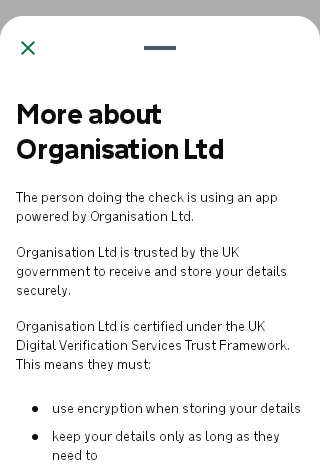 More about
Organisation Ltd
The person doing the check is using an app
powered by Organisation Ltd.
Organisation Ltd is trusted by the UK
government to receive and store your details
securely.
Organisation Ltd is certified under the UK
Digital Verification Services Trust Framework.
This means they must:
● use encryption when storing your details
● keep your details only as long as they
need to